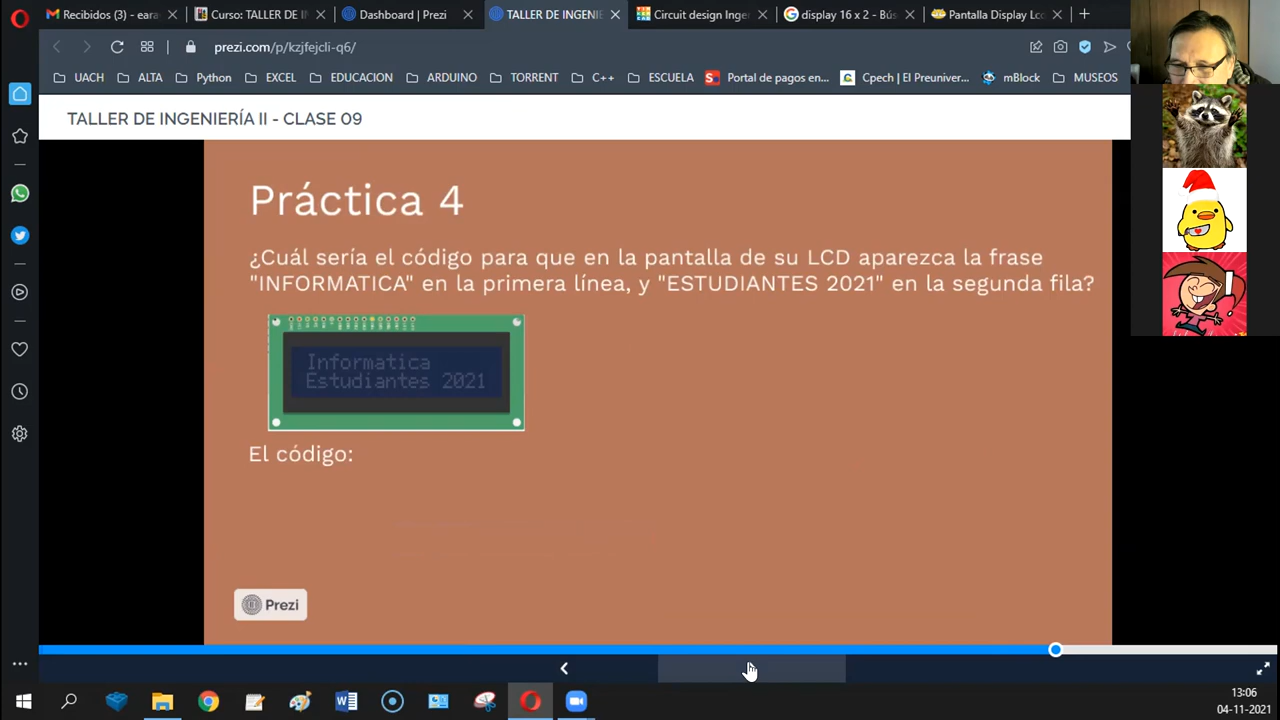 Recibidos (3) - eara
Curso: TALLER DE IN
Dashboard | Prezi
TALLER DE INGENIE
Circuit design Inge
display 16 x 2 - Bús
Pantalla Display Lc
prezi.com/p/kzjfejcli-q6/
UACH
ALTA
Python
EXCEL
EDUCACION
ARDUINO
TORRENT
C++
ESCUELA
Portal de pagos en...
Cpech | El Preuniver...
mBlock
MUSEOS
TALLER DE INGENIERÍA II - CLASE 09
Práctica 4
¿Cuál sería el código para que en la pantalla de su LCD aparezca la frase
"INFORMATICA" en la primera línea, y "ESTUDIANTES 2021" en la segunda fila?
Informatica
Estudiantes 2021
El código:
Prezi
13:06
04-11-2021